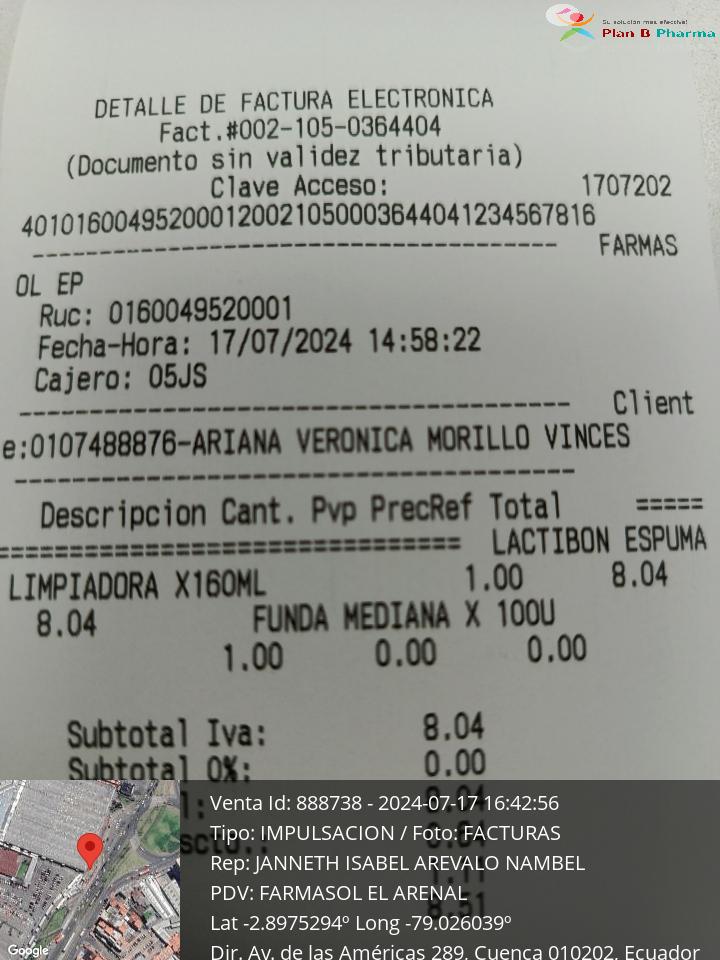 Su solución más efectiva!
Plan B Pharma
DETALLE DE FACTURA ELECTRONICA
Fact.#002-105-0364404
(Documento sin validez tributaria)
Clave Acceso: 1707202
401016004952000120021050003644041234567816
FARMAS
OL EP
Ruc: 0160049520001
Fecha-Hora: 17/07/2024 14:58:22
Cajero: 05JS
Client
e:0107488876-ARIANA VERONICA MORILLO VINCES
Descripcion Cant. Pvp PrecRef Total =====
================================ LACTIBON ESPUMA
LIMPIADORA X160ML 1.00 8.04
8.04 FUNDA MEDIANA X 100U
1.00 0.00 0.00
Subtotal Iva: 8.04
Subtotal 0%: 0.00
Venta Id: 888738 - 2024-07-17 16:42:56
Tipo: IMPULSACION / Foto: FACTURAS
Rep: JANNETH ISABEL AREVALO NAMBEL
PDV: FARMASOL EL ARENAL
Lat -2.8975294º Long -79.026039º
Dir. Av. de las Américas 289, Cuenca 010202, Ecuador
Google